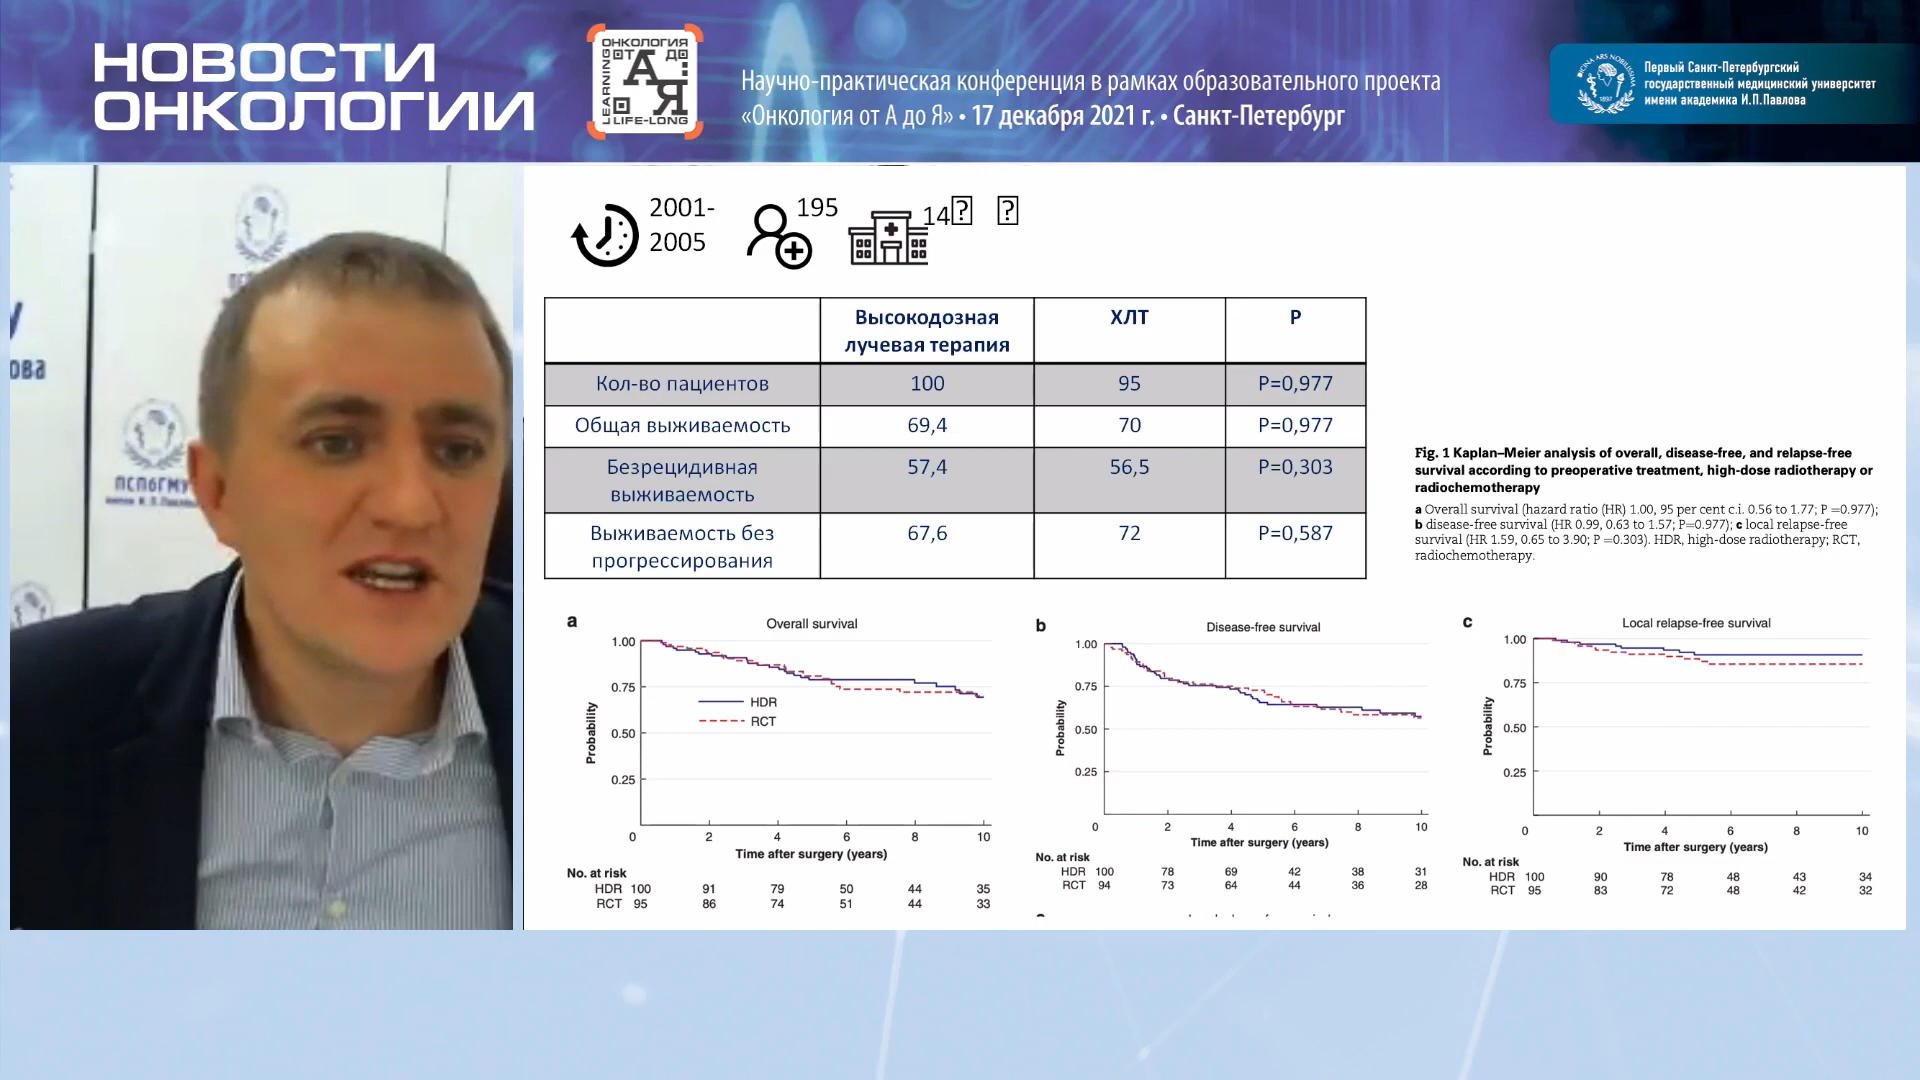 НОВОСТИ
ОНКОЛОГИИ
ОНКОЛОГИЯ
ОТ А ДО Я
LEARNING
LIFE-LONG
Научно-практическая конференция в рамках образовательного проекта
«Онкология от А до Я» • 17 декабря 2021 г. • Санкт-Петербург
Первый Санкт-Петербургский
государственный медицинский университет
имени академика И.П.Павлова
1897
ова
ПСПбГМУ
2001-
2005
195
14
Высокодозная
лучевая терапия
ХЛТ
P
Кол-во пациентов 100 95 P=0,977
Общая выживаемость 69,4 70 P=0,977
Безрецидивная
выживаемость
57,4 56,5 P=0,303
Выживаемость без
прогрессирования
67,6 72 P=0,587
Fig. 1 Kaplan–Meier analysis of overall, disease-free, and relapse-free
survival according to preoperative treatment, high-dose radiotherapy or
radiochemotherapy
a Overall survival (hazard ratio (HR) 1.00, 95 per cent c.i. 0.56 to 1.77; P =0.977);
b disease-free survival (HR 0.99, 0.63 to 1.57; P=0.977); c local relapse-free
survival (HR 1.59, 0.65 to 3.90; P =0.303). HDR, high-dose radiotherapy; RCT,
radiochemotherapy.
a
Overall survival
1.00
0.75
0.50
0.25
Probability
HDR
RCT
0 2 4 6 8 10
Time after surgery (years)
No. at risk
HDR 100 91 79 50 44 35
RCT 95 86 74 51 44 33
b
Disease-free survival
1.00
0.75
0.50
0.25
Probability
0 2 4 6 8 10
Time after surgery (years)
No. at risk
HDR 100 78 69 42 38 31
RCT 94 73 64 44 36 28
c
Local relapse-free survival
1.00
0.75
0.50
0.25
Probability
0 2 4 6 8 10
Time after surgery (years)
No. at risk
HDR 100 90 78 48 43 34
RCT 95 83 72 48 42 32